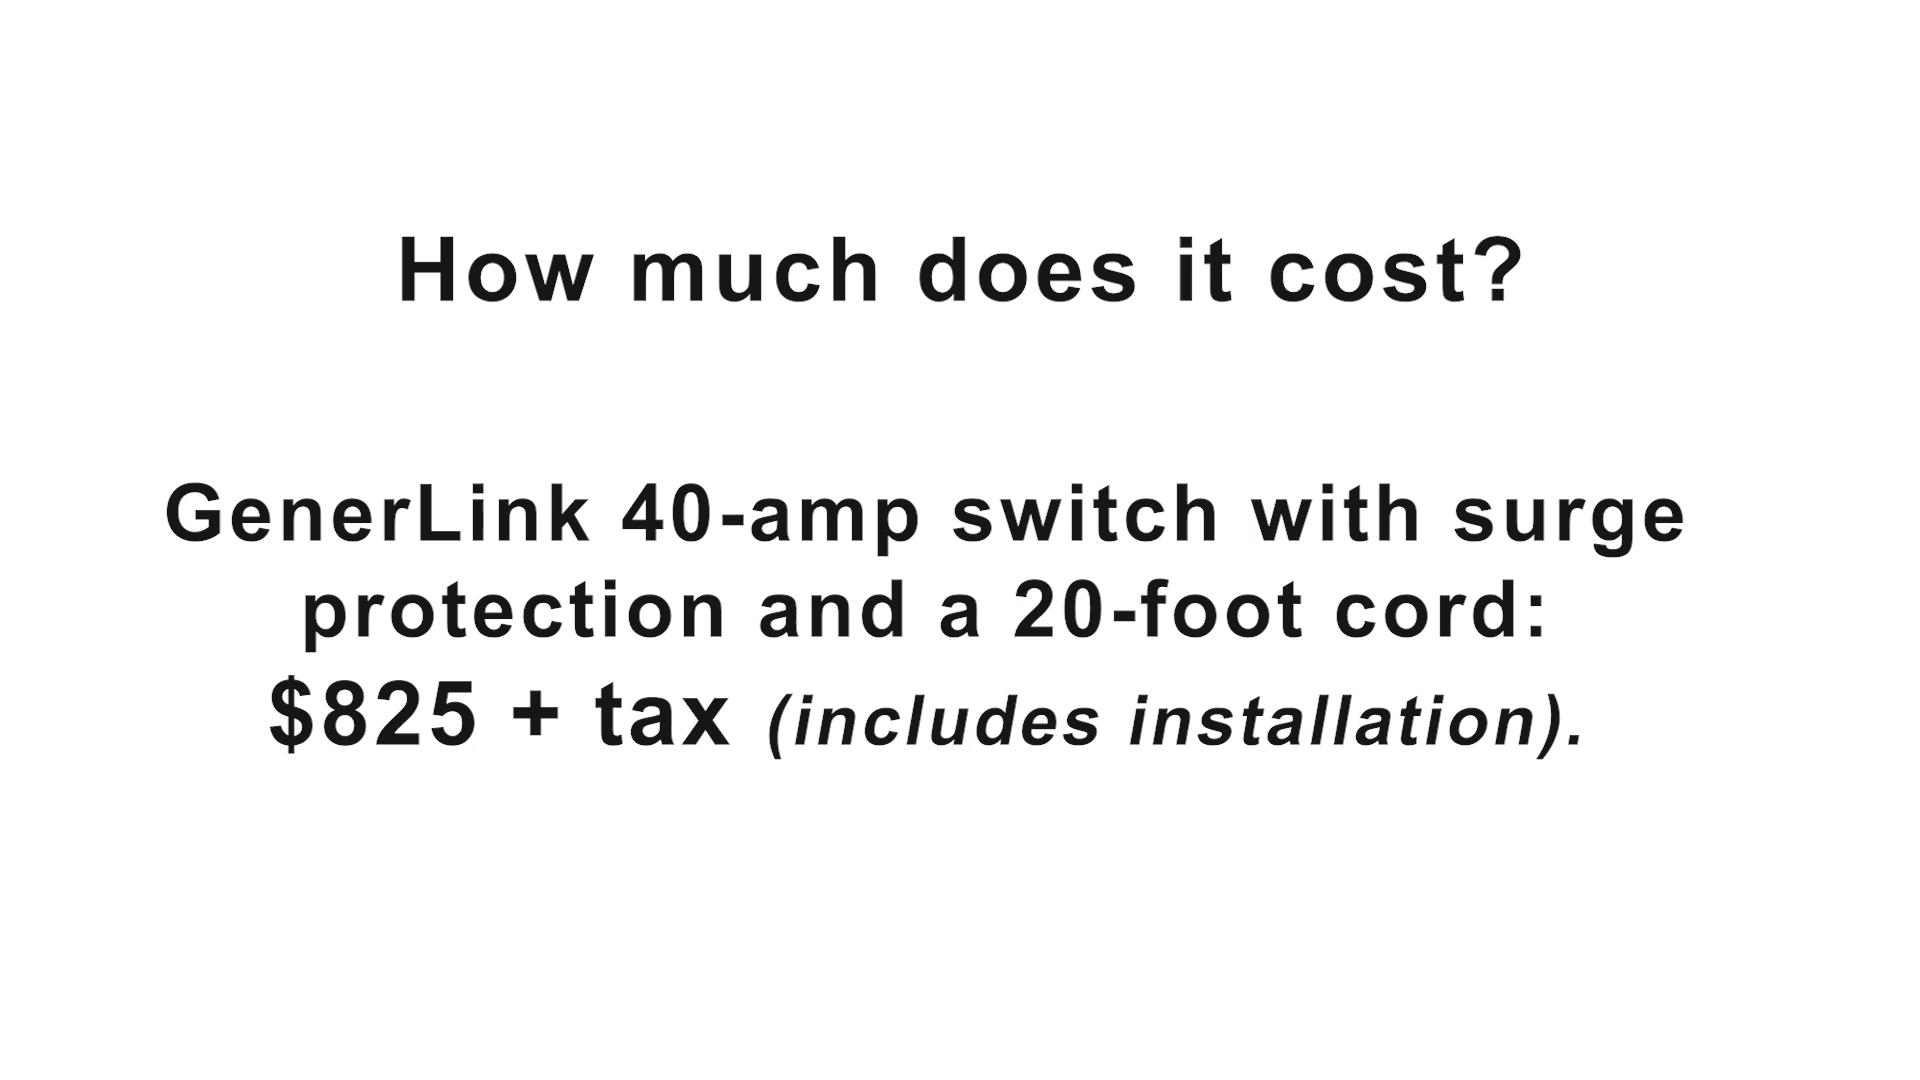 How much does it cost?
GenerLink 40-amp switch with surge
protection and a 20-foot cord:
$825 + tax (includes installation).